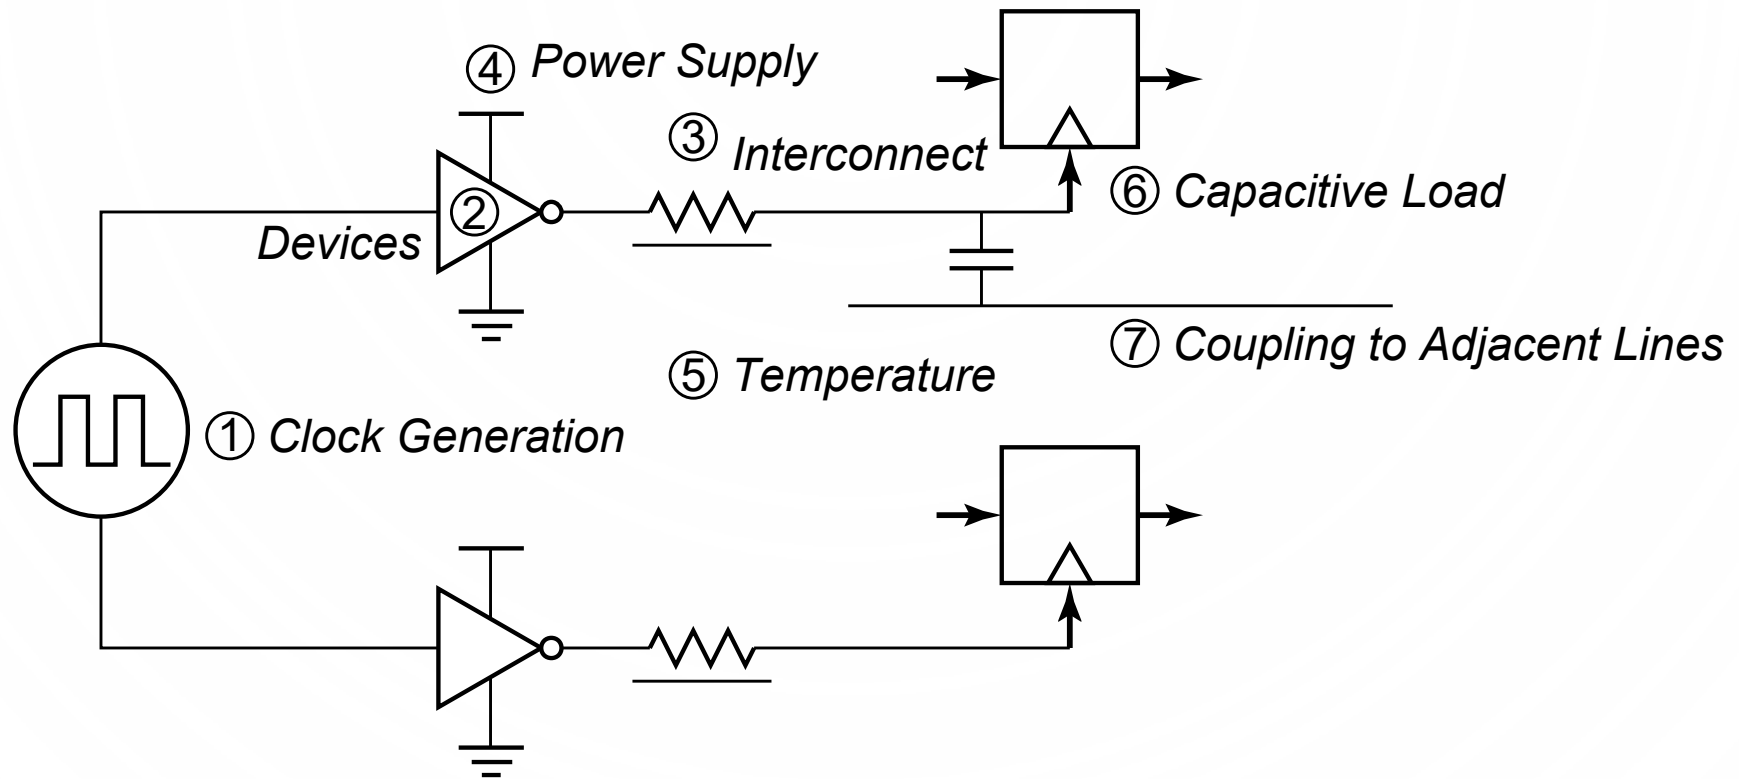 ④ Power Supply
③ Interconnect
⑥ Capacitive Load
②
Devices
⑦ Coupling to Adjacent Lines
⑤ Temperature
① Clock Generation